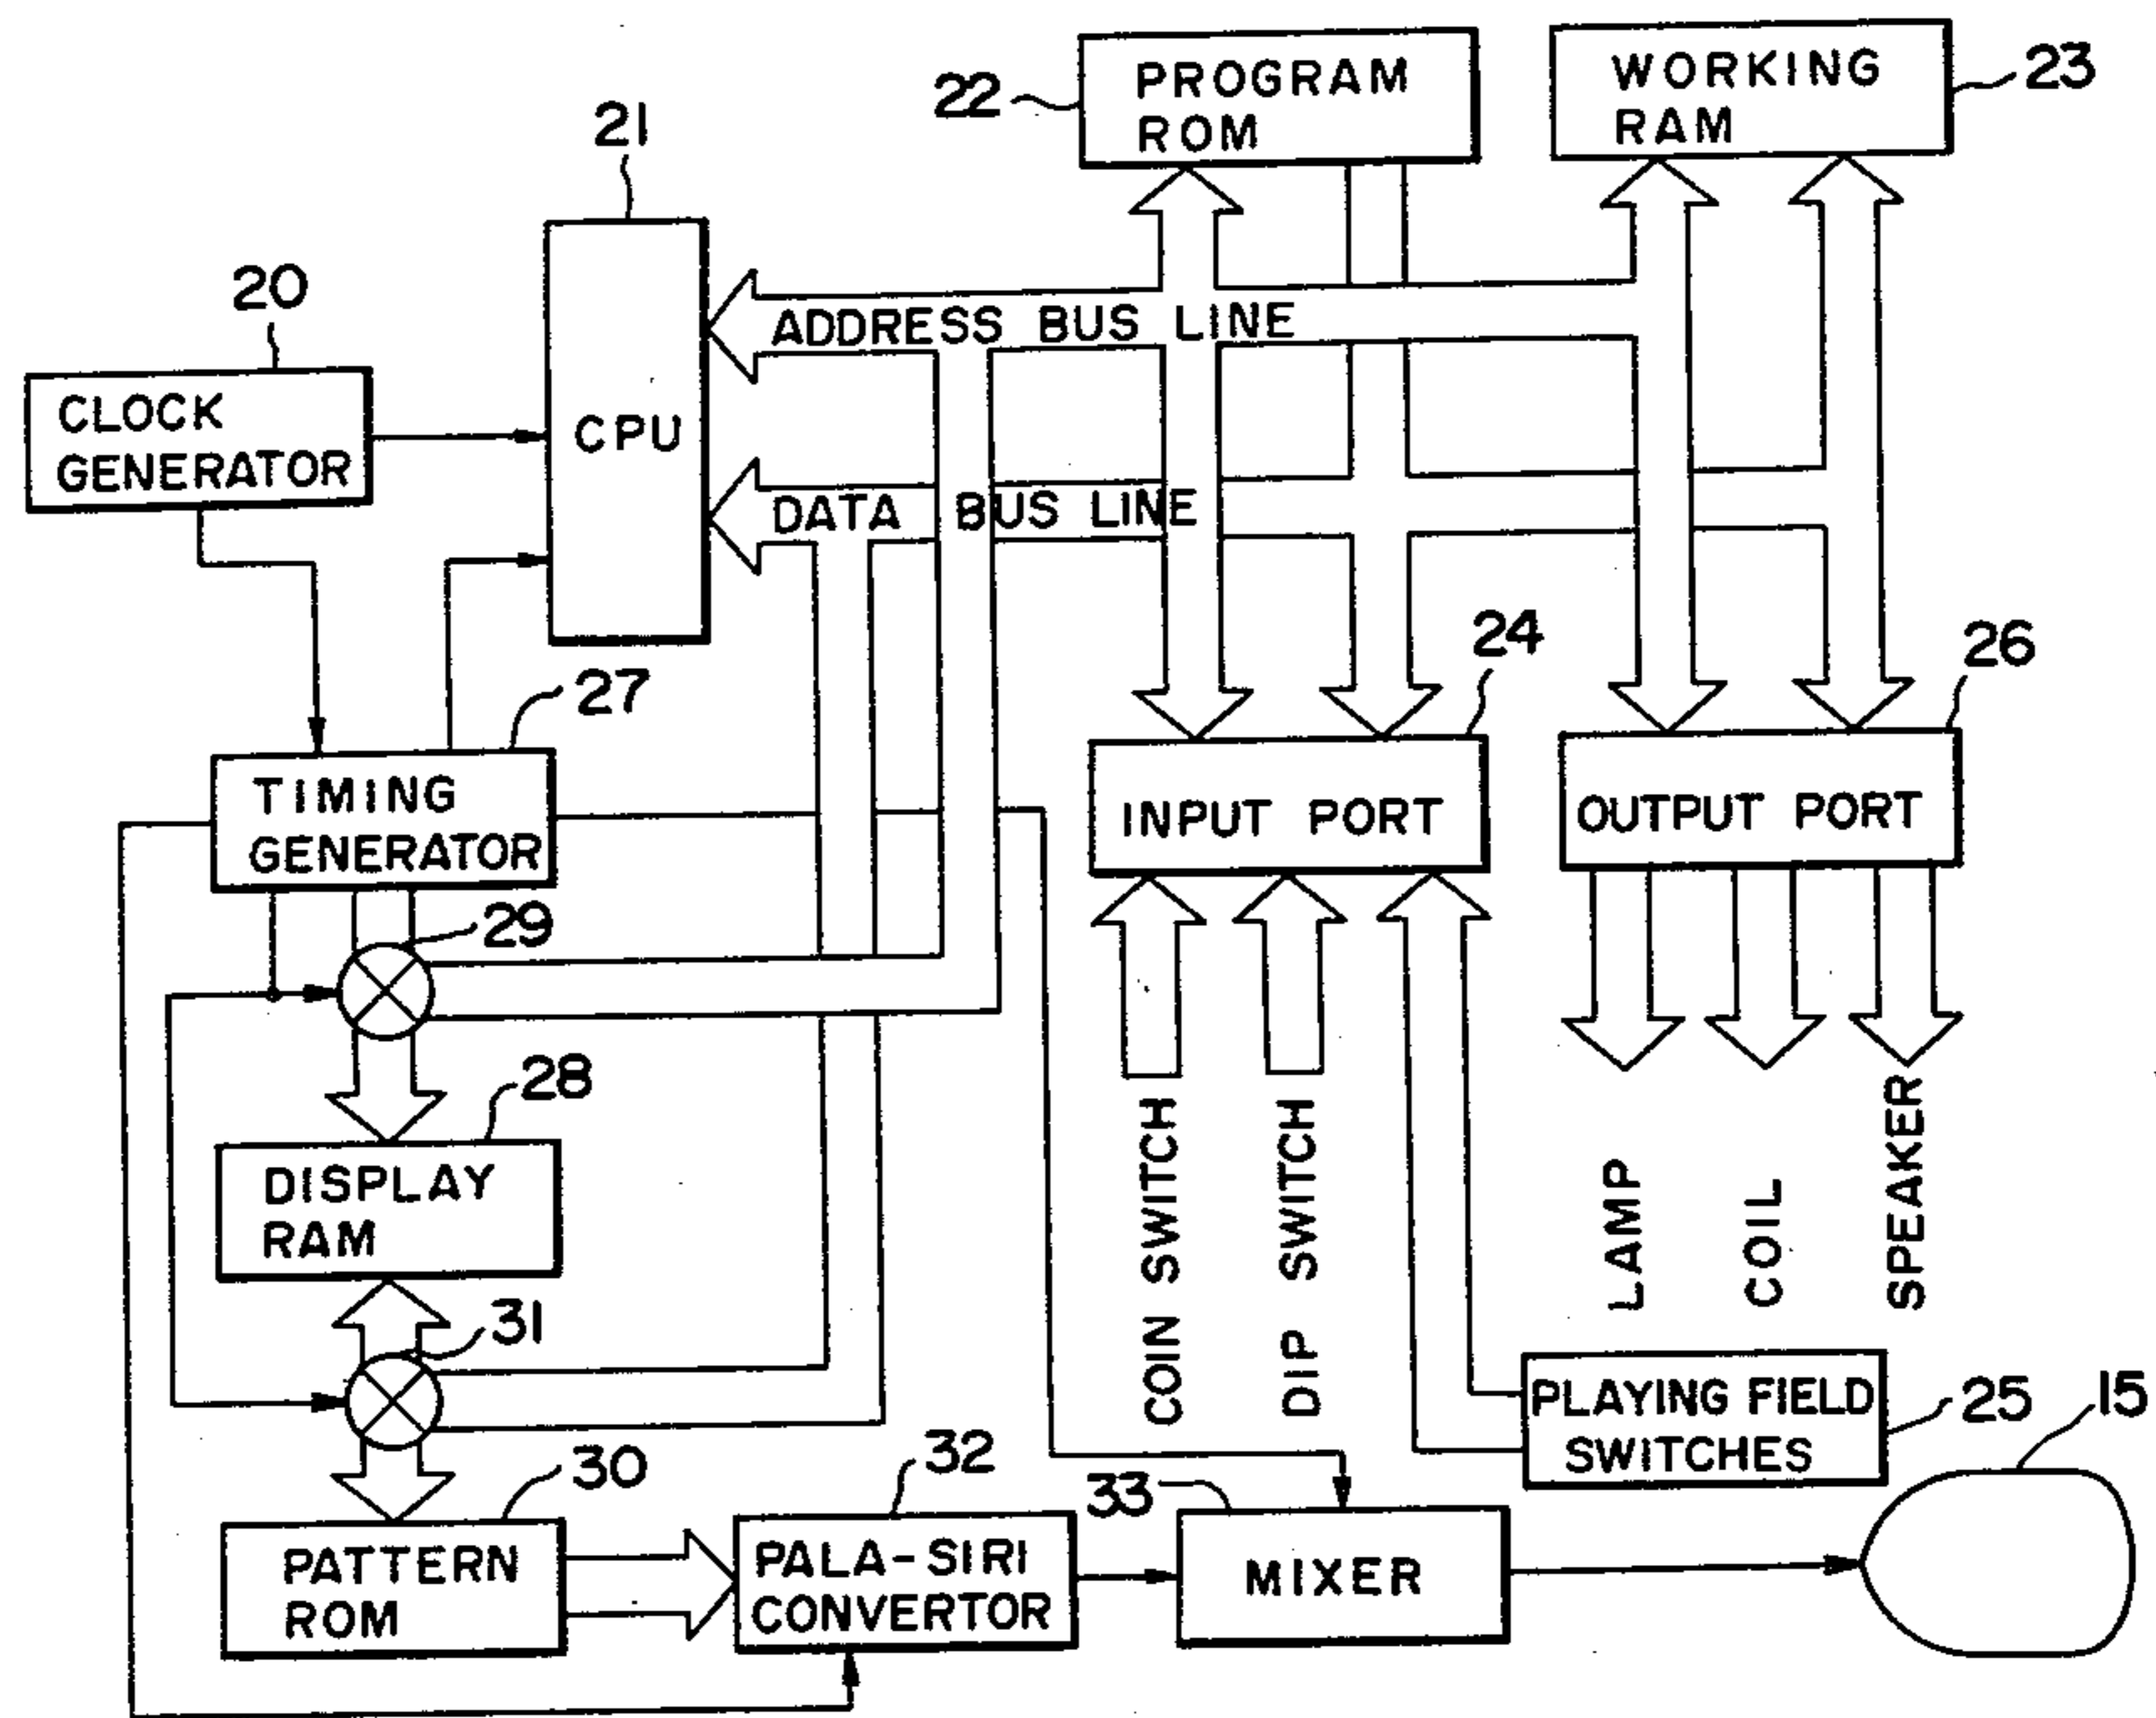 22
PROGRAM
ROM
WORKING
RAM
23
21
CPU
20
CLOCK
GENERATOR
ADDRESS BUS LINE
DATA BUS LINE
27
TIMING
GENERATOR
24
INPUT PORT
26
OUTPUT PORT
29
28
DISPLAY
RAM
31
COIN SWITCH
DIP SWITCH
LAMP
COIL
SPEAKER
PLAYING FIELD
SWITCHES
25
15
30
PATTERN
ROM
32
PALA-SIRI
CONVERTOR
33
MIXER